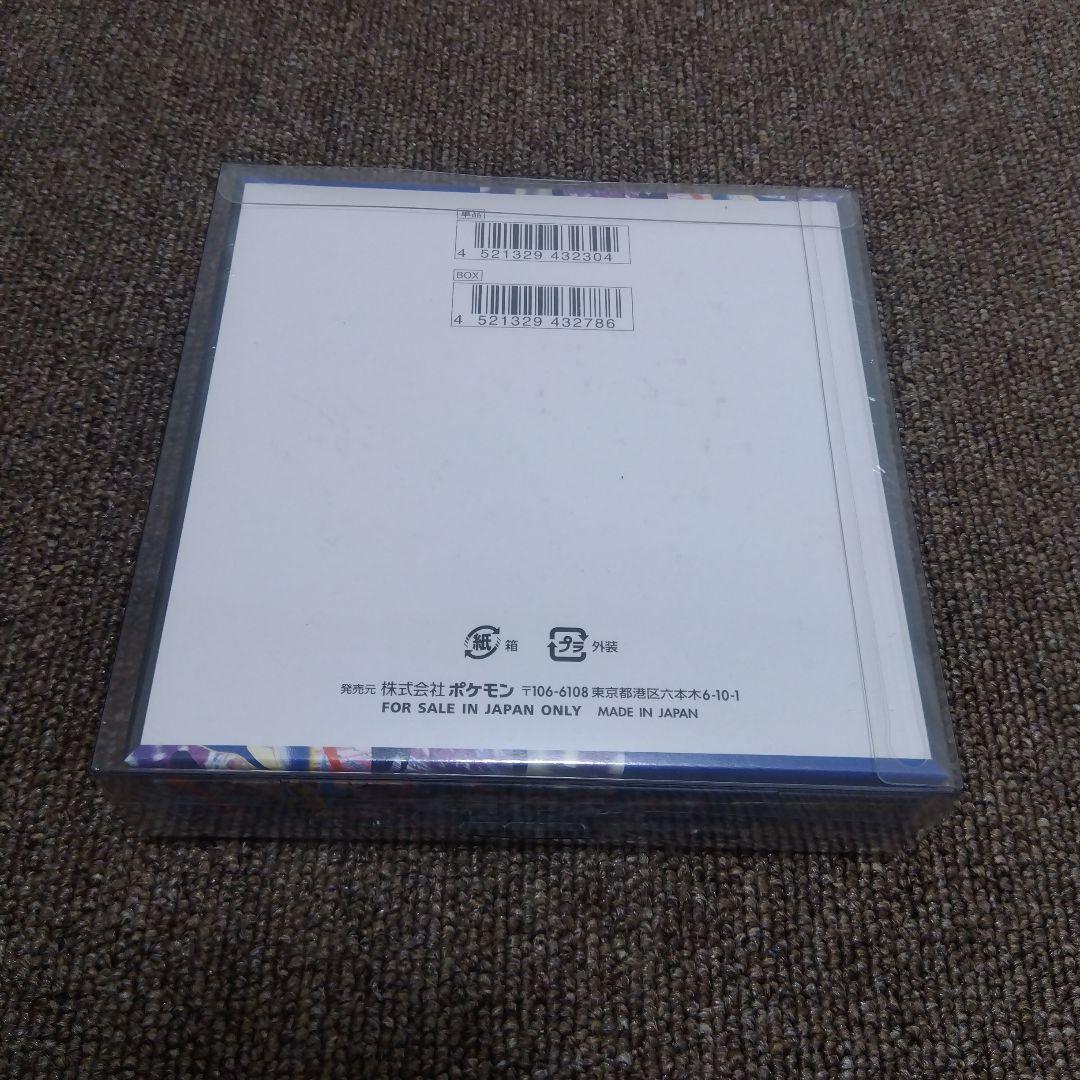 単品
4 521329 432304
BOX
4 521329 432786
紙 箱 プラ 外装
発売元 株式会社 ポケモン 〒106-6108 東京都港区六本木6-10-1
FOR SALE IN JAPAN ONLY MADE IN JAPAN